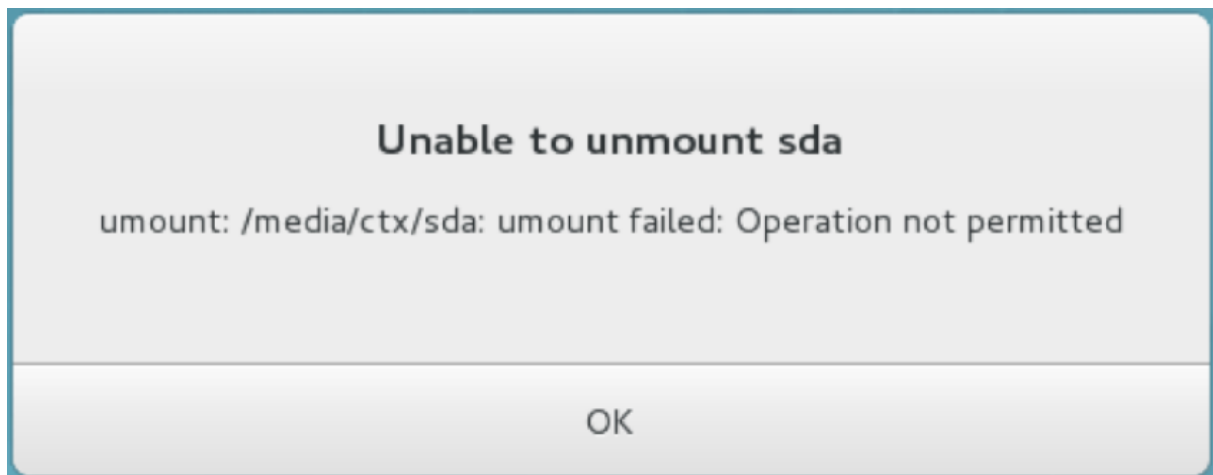 Unable to unmount sda
umount: /media/ctx/sda: umount failed: Operation not permitted
OK